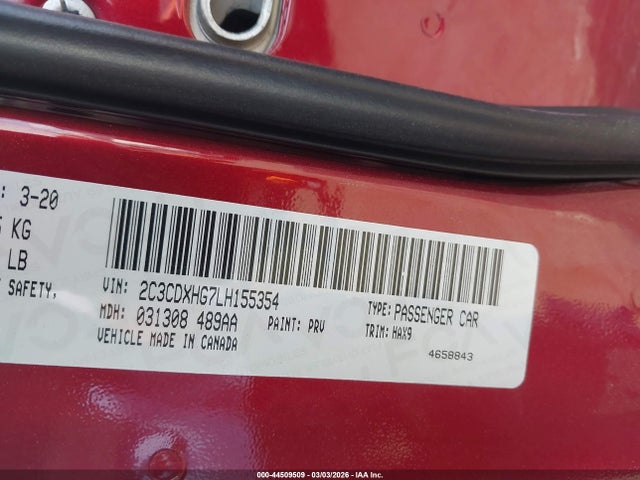 : 3-20
KG
LB
SAFETY,
VIN: 2C3CDXHG7LH155354
MDH: 031308 489AA PAINT: PRV
VEHICLE MADE IN CANADA
TYPE: PASSENGER CAR
TRIM: HAX9
4658843
000-44509509 - 03/03/2026 - IAA Inc.